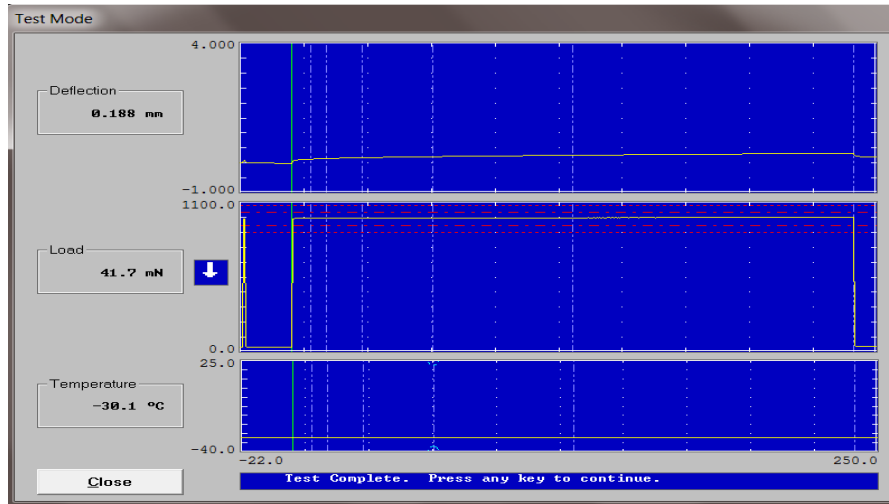 Test Mode
4.000
Deflection
0.188 mm
-1.000
1100.0
Load
41.7 mN
0.0
25.0
Temperature
-30.1 ºC
-40.0
-22.0
250.0
Close
Test Complete. Press any key to continue.